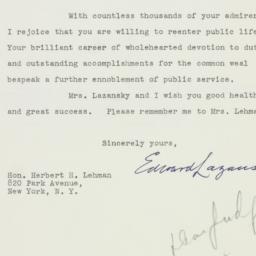 With countless thousands of your admirer
I rejoice that you are willing to reenter public life
Your brilliant career of wholehearted devotion to dut
and outstanding accomplishments for the common weal
bespeak a further ennoblement of public service.
Mrs. Lazansky and I wish you good healt
and great success. Please remember me to Mrs. Lehma
Sincerely yours,
Edward Lazans
Hon. Herbert H. Lehman
820 Park Avenue,
New York, N. Y.